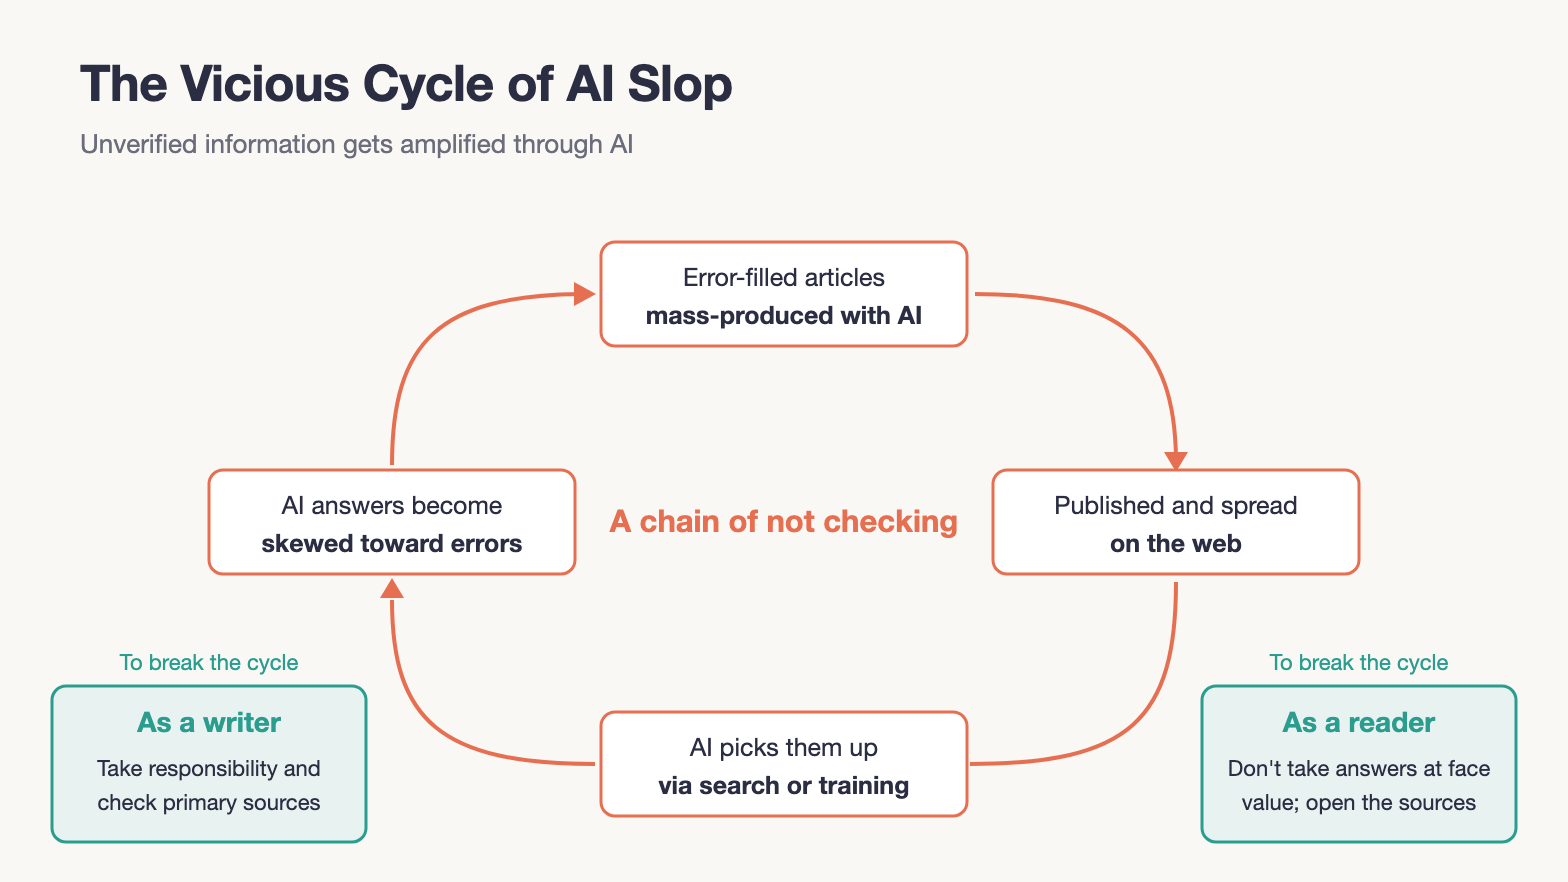 The Vicious Cycle of AI Slop
Unverified information gets amplified through AI
Error-filled articles
mass-produced with AI
AI answers become
skewed toward errors
A chain of not checking
Published and spread
on the web
To break the cycle
As a writer
Take responsibility and
check primary sources
AI picks them up
via search or training
To break the cycle
As a reader
Don't take answers at face
value; open the sources